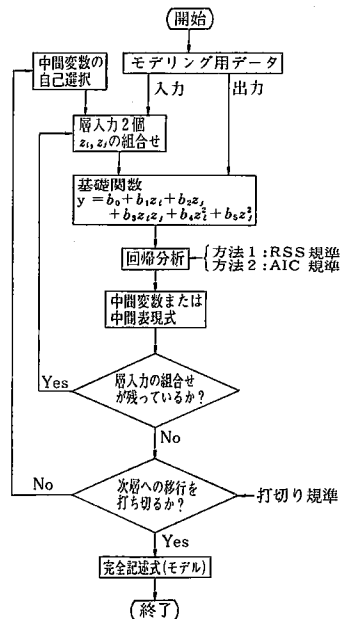 (開始)
中間変数の
自己選択
モデリング用データ
入力
出力
層入力2個
zᵢ, zⱼの組合せ
基礎関数
y = b₀+b₁zᵢ+b₂zⱼ
+b₃zᵢzⱼ+b₄zᵢ²+b₅zⱼ²
回帰分析
方法1:RSS規準
方法2:AIC規準
中間変数または
中間表現式
層入力の組合せ
が残っているか?
Yes
No
次層への移行を
打ち切るか?
No
打切り規準
Yes
完全記述式(モデル)
(終了)